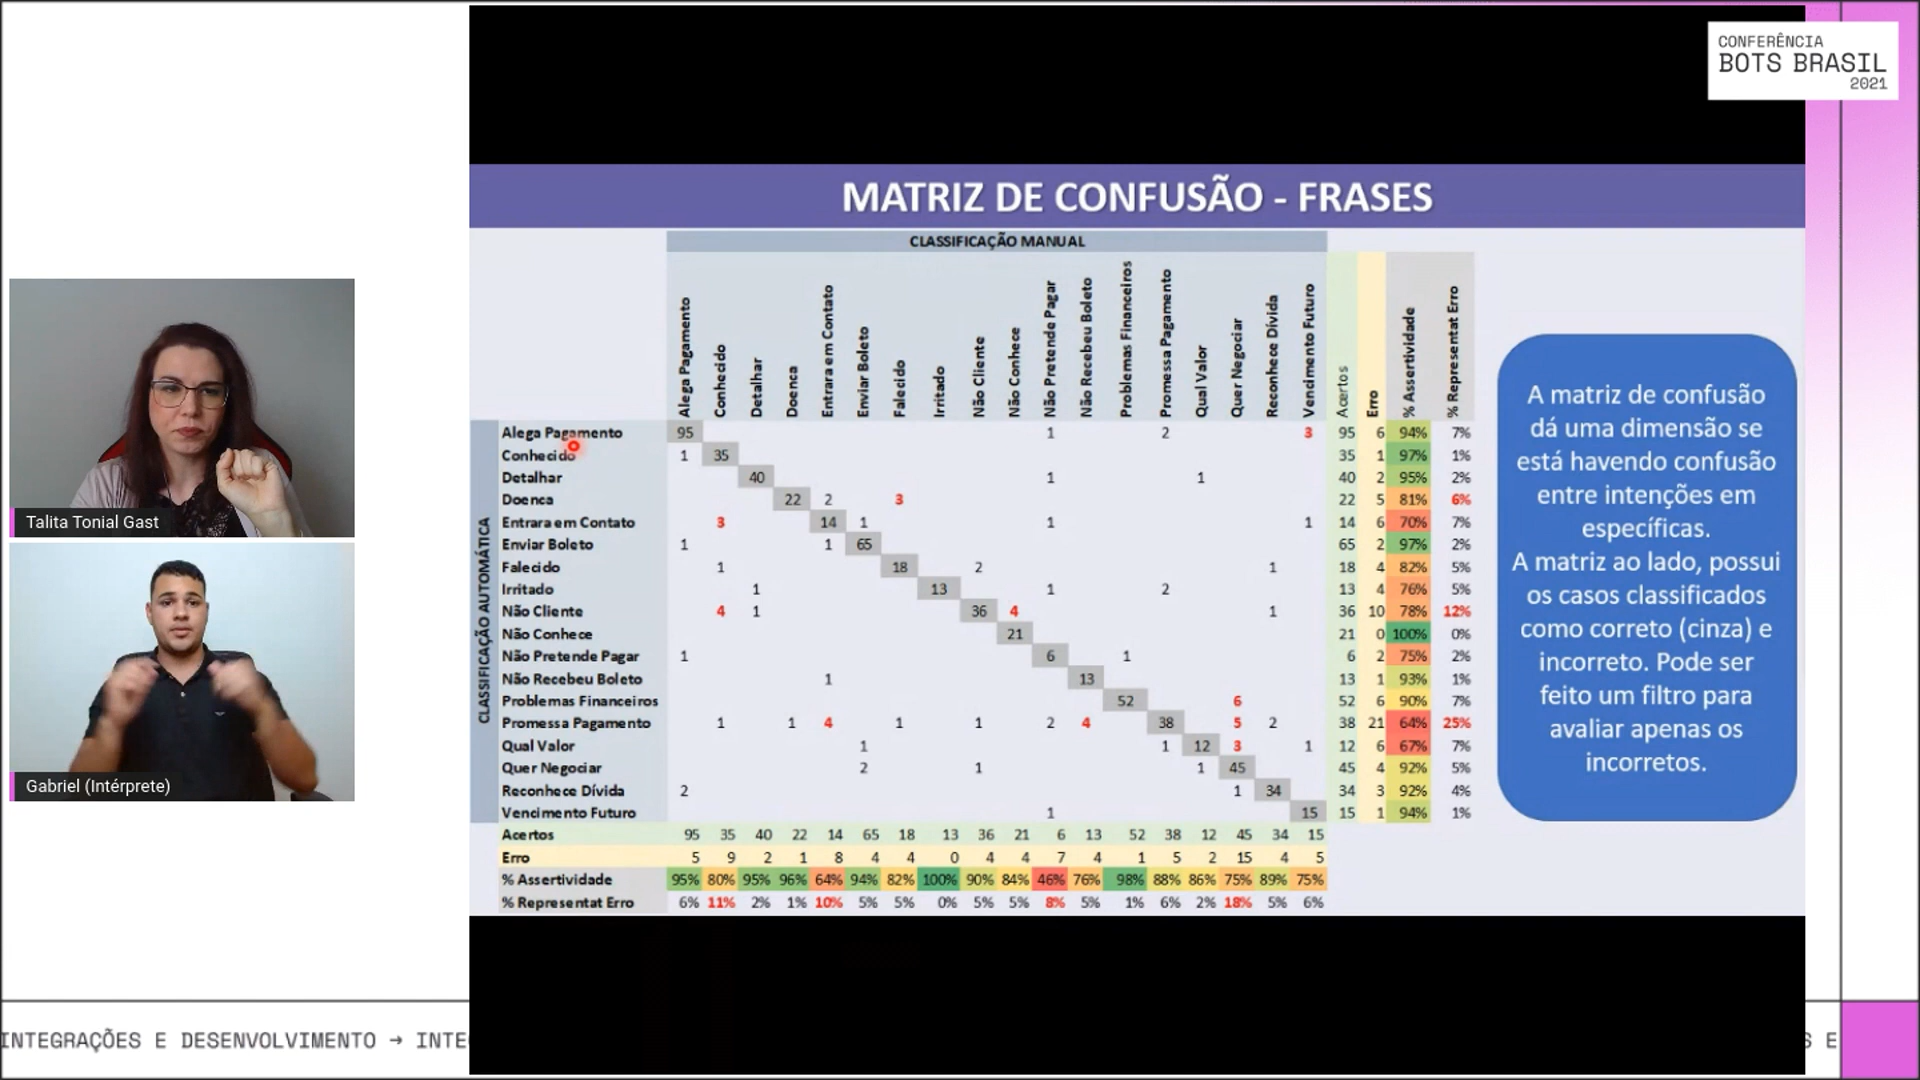 CONFERÊNCIA
BOTS BRASIL
2021
MATRIZ DE CONFUSÃO - FRASES
CLASSIFICAÇÃO MANUAL
Alega Pagamento Conhecido Detalhar Doenca Entrara em Contato Enviar Boleto Falecido Irritado Não Cliente Não Conhece Não Pretende Pagar Não Recebeu Boleto Problemas Financeiros Promessa Pagamento Qual Valor Quer Negociar Reconhece Dívida Vencimento Futuro Acertos Erro % Assertividade % Representat Erro
CLASSIFICAÇÃO AUTOMÁTICA
Alega Pagamento 95 1 2 3 95 6 94% 7%
Conhecido 1 35 35 1 97% 1%
Detalhar 40 1 1 40 2 95% 2%
Doenca 22 2 3 22 5 81% 6%
Entrara em Contato 3 14 1 1 1 14 6 70% 7%
Enviar Boleto 1 1 65 65 2 97% 2%
Falecido 1 18 2 1 18 4 82% 5%
Irritado 1 13 1 2 13 4 76% 5%
Não Cliente 4 1 36 4 1 36 10 78% 12%
Não Conhece 21 21 0 100% 0%
Não Pretende Pagar 1 6 1 6 2 75% 2%
Não Recebeu Boleto 1 13 13 1 93% 1%
Problemas Financeiros 52 6 52 6 90% 7%
Promessa Pagamento 1 1 4 1 1 2 4 38 5 2 38 21 64% 25%
Qual Valor 1 1 12 3 1 12 6 67% 7%
Quer Negociar 2 1 1 45 45 4 92% 5%
Reconhece Dívida 2 1 34 34 3 92% 4%
Vencimento Futuro 1 15 15 1 94% 1%
Acertos 95 35 40 22 14 65 18 13 36 21 6 13 52 38 12 45 34 15
Erro 5 9 2 1 8 4 4 0 4 4 7 4 1 5 2 15 4 5
% Assertividade 95% 80% 95% 96% 64% 94% 82% 100% 90% 84% 46% 76% 98% 88% 86% 75% 89% 75%
% Representat Erro 6% 11% 2% 1% 10% 5% 5% 0% 5% 5% 8% 5% 1% 6% 2% 18% 5% 6%
A matriz de confusão
dá uma dimensão se
está havendo confusão
entre intenções em
específicas.
A matriz ao lado, possui
os casos classificados
como correto (cinza) e
incorreto. Pode ser
feito um filtro para
avaliar apenas os
incorretos.
Talita Tonial Gast
Gabriel (Intérprete)
INTEGRAÇÕES E DESENVOLVIMENTO → INTE
S E